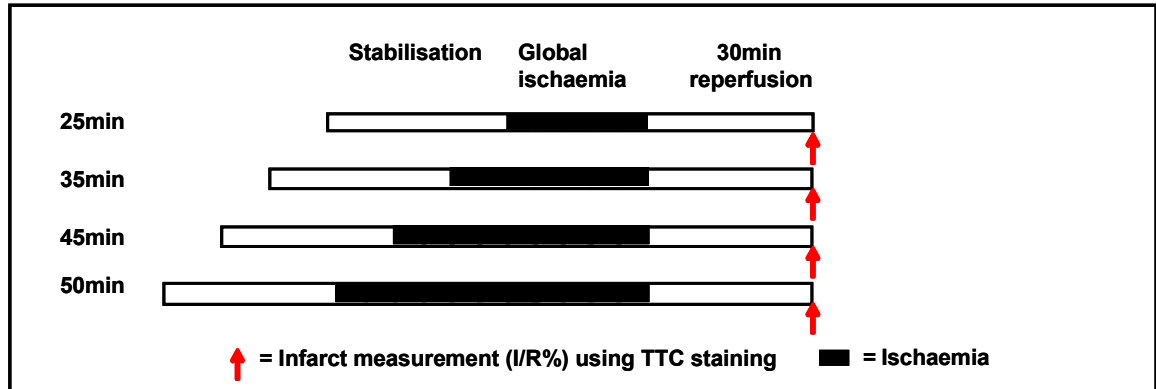 Stabilisation Global ischaemia 30min reperfusion
25min
35min
45min
50min
= Infarct measurement (I/R%) using TTC staining = Ischaemia